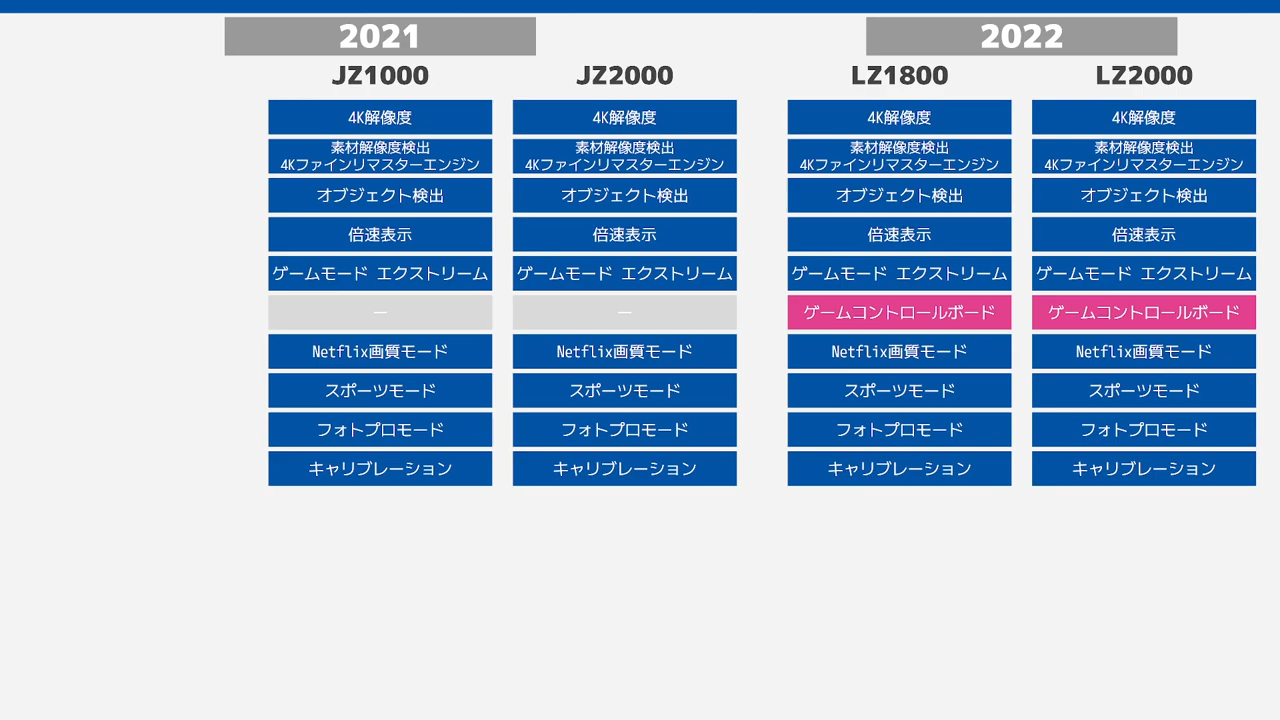 2021
2022
JZ1000
JZ2000
LZ1800
LZ2000
4K解像度
4K解像度
4K解像度
4K解像度
素材解像度検出
4Kファインリマスターエンジン
素材解像度検出
4Kファインリマスターエンジン
素材解像度検出
4Kファインリマスターエンジン
素材解像度検出
4Kファインリマスターエンジン
オブジェクト検出
オブジェクト検出
オブジェクト検出
オブジェクト検出
倍速表示
倍速表示
倍速表示
倍速表示
ゲームモード エクストリーム
ゲームモード エクストリーム
ゲームモード エクストリーム
ゲームモード エクストリーム
―
―
ゲームコントロールボード
ゲームコントロールボード
Netflix画質モード
Netflix画質モード
Netflix画質モード
Netflix画質モード
スポーツモード
スポーツモード
スポーツモード
スポーツモード
フォトプロモード
フォトプロモード
フォトプロモード
フォトプロモード
キャリブレーション
キャリブレーション
キャリブレーション
キャリブレーション